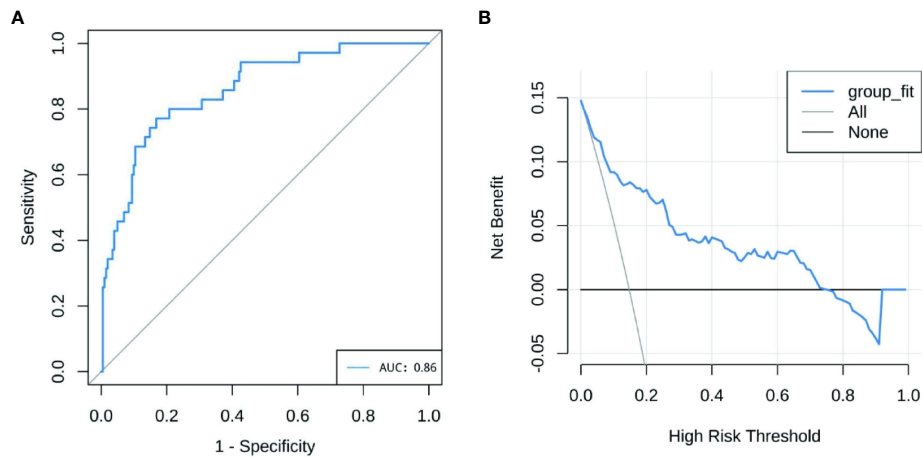 A
1.0
0.8
0.6
0.4
0.2
0.0
Sensitivity
AUC: 0.86
0.0 0.2 0.4 0.6 0.8 1.0
1 - Specificity
B
group_fit
All
None
0.15
0.10
0.05
0.00
-0.05
Net Benefit
0.0 0.2 0.4 0.6 0.8 1.0
High Risk Threshold